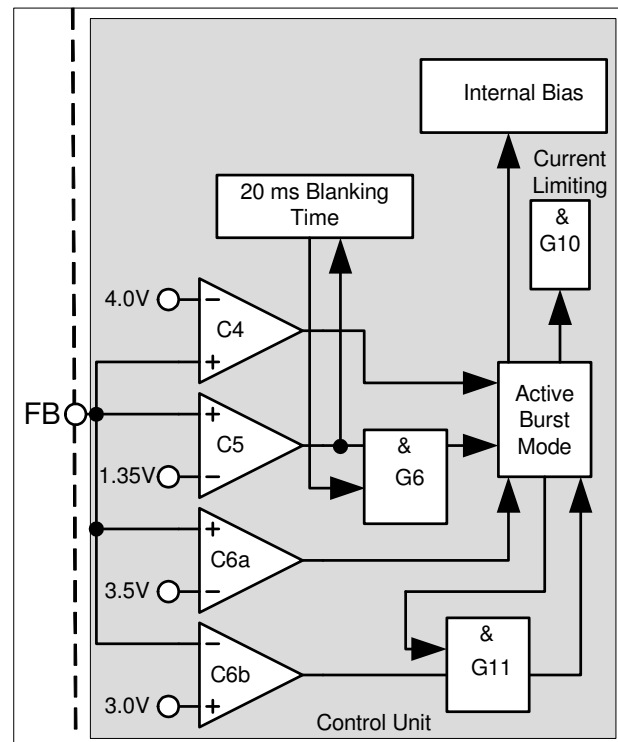 Internal Bias
Current
Limiting
20 ms Blanking
Time
&
G10
4.0V
C4
FB
Active
Burst
Mode
C5
&
G6
1.35V
C6a
3.5V
&
G11
C6b
3.0V
Control Unit